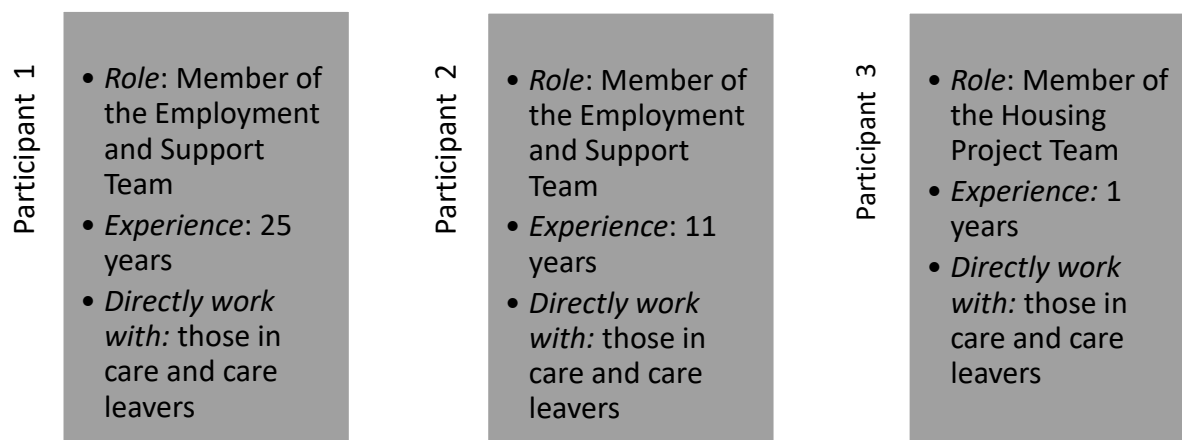 Participant 1
• Role: Member of
the Employment
and Support
Team
• Experience: 25
years
• Directly work
with: those in
care and care
leavers
Participant 2
• Role: Member of
the Employment
and Support
Team
• Experience: 11
years
• Directly work
with: those in
care and care
leavers
Participant 3
• Role: Member of
the Housing
Project Team
• Experience: 1
years
• Directly work
with: those in
care and care
leavers